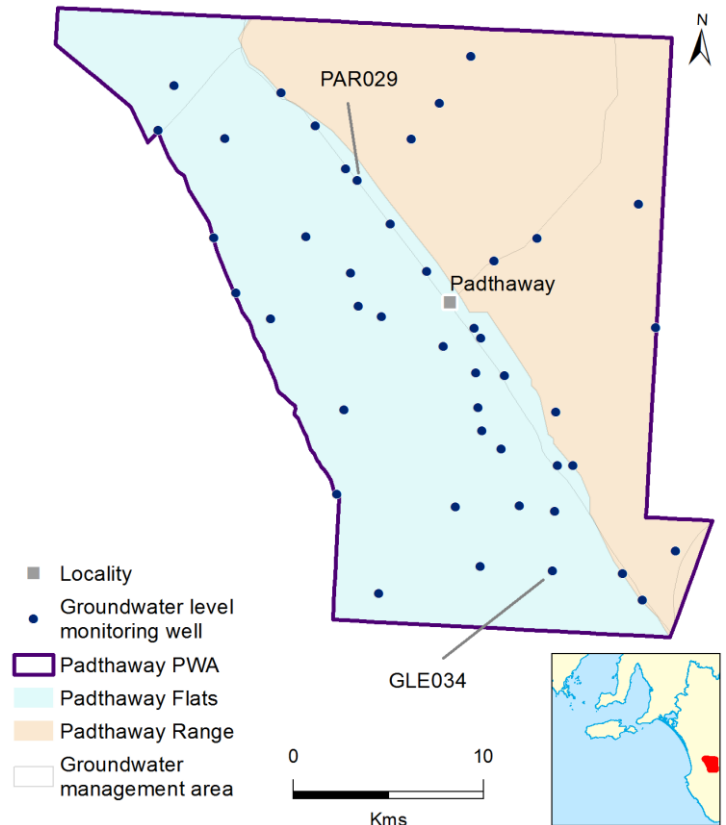 N
PAR029
Padthaway
GLE034
Locality
Groundwater level
monitoring well
Padthaway PWA
Padthaway Flats
Padthaway Range
Groundwater
management area
0 10
Kms